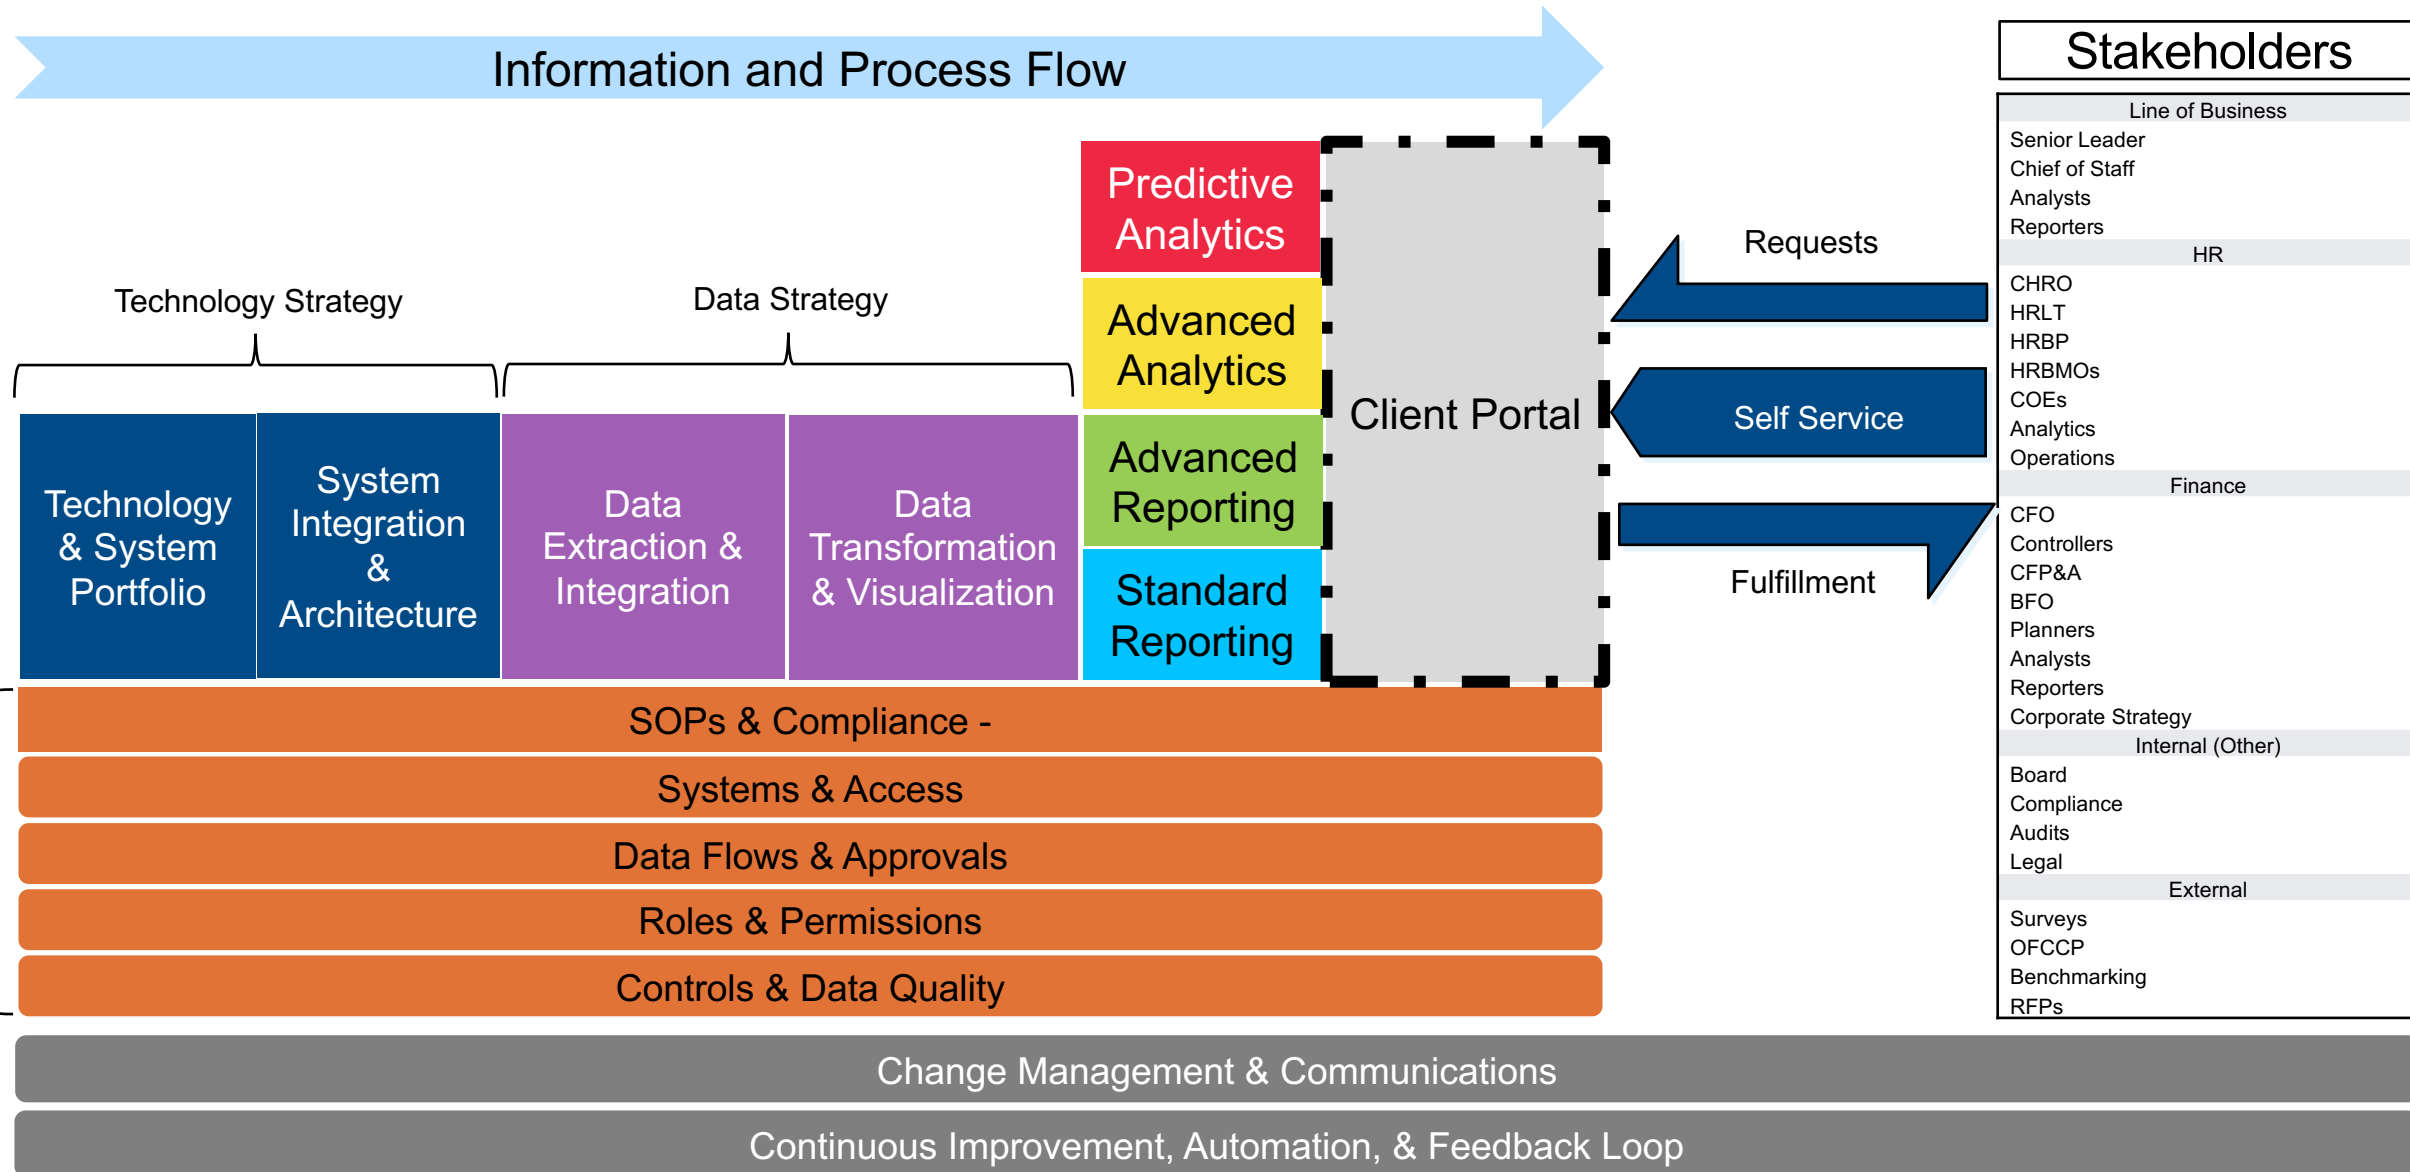 Information and Process Flow
Stakeholders
Technology Strategy
Data Strategy
Technology
& System
Portfolio
System
Integration
&
Architecture
Data
Extraction &
Integration
Data
Transformation
& Visualization
Predictive
Analytics
Advanced
Analytics
Advanced
Reporting
Standard
Reporting
Client Portal
Requests
Self Service
Fulfillment
Line of Business
Senior Leader
Chief of Staff
Analysts
Reporters
HR
CHRO
HRLT
HRBP
HRBMOs
COEs
Analytics
Operations
Finance
CFO
Controllers
CFP&A
BFO
Planners
Analysts
Reporters
Corporate Strategy
Internal (Other)
Board
Compliance
Audits
Legal
External
Surveys
OFCCP
Benchmarking
RFPs
SOPs & Compliance -
Systems & Access
Data Flows & Approvals
Roles & Permissions
Controls & Data Quality
Change Management & Communications
Continuous Improvement, Automation, & Feedback Loop